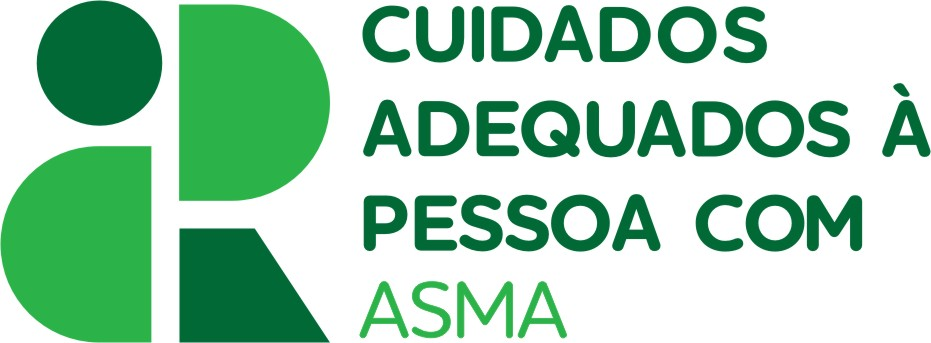 CUIDADOS
ADEQUADOS À
PESSOA COM
ASMA